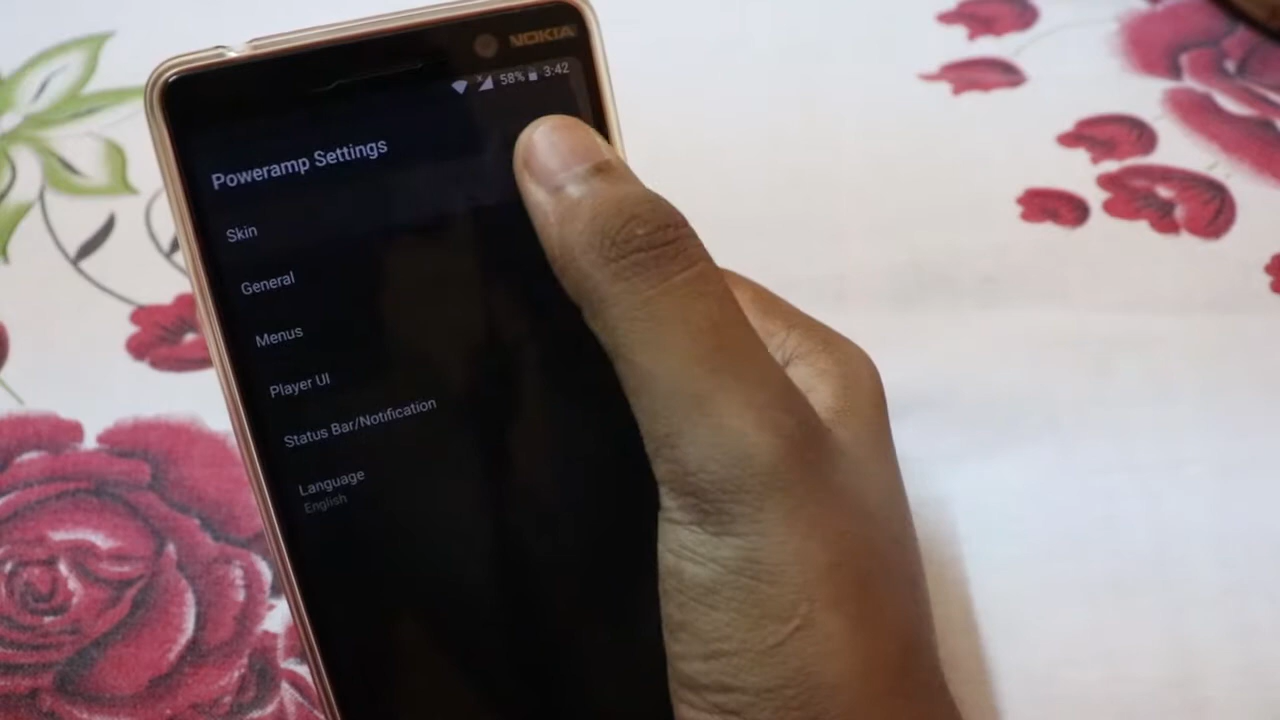 NOKIA
58% 3:42
Poweramp Settings
Skin
General
Menus
Player UI
Status Bar/Notification
Language
English